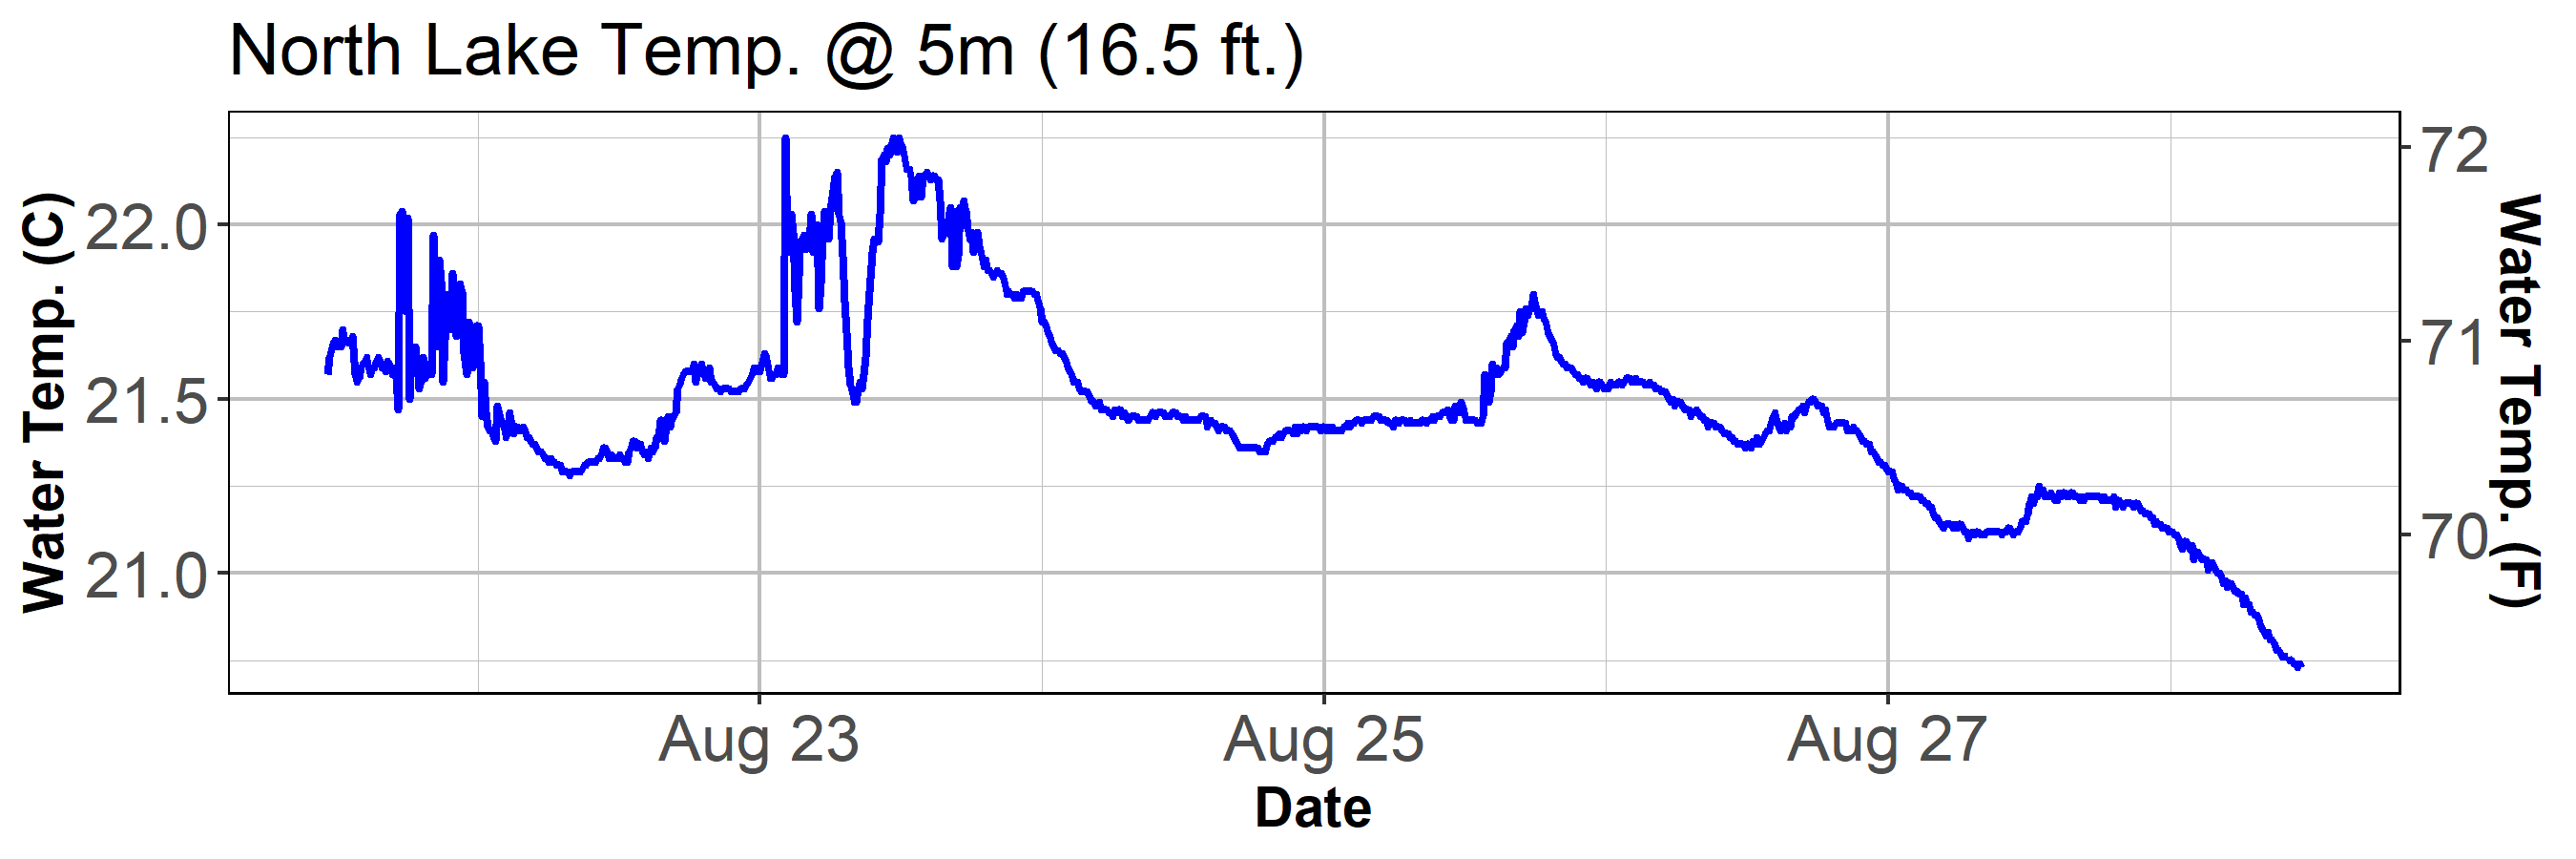 North Lake Temp. @ 5m (16.5 ft.)
Water Temp. (C)
22.0
21.5
21.0
72
71
70
Water Temp. (F)
Aug 23 Aug 25 Aug 27
Date